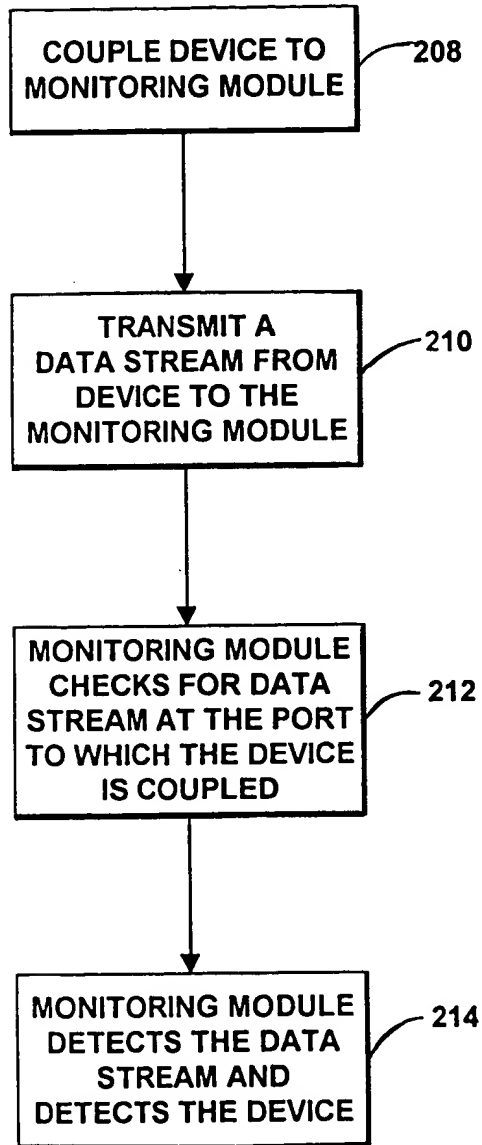 COUPLE DEVICE TO
MONITORING MODULE
208
TRANSMIT A
DATA STREAM FROM
DEVICE TO THE
MONITORING MODULE
210
MONITORING MODULE
CHECKS FOR DATA
STREAM AT THE PORT
TO WHICH THE DEVICE
IS COUPLED
212
MONITORING MODULE
DETECTS THE DATA
STREAM AND
DETECTS THE DEVICE
214